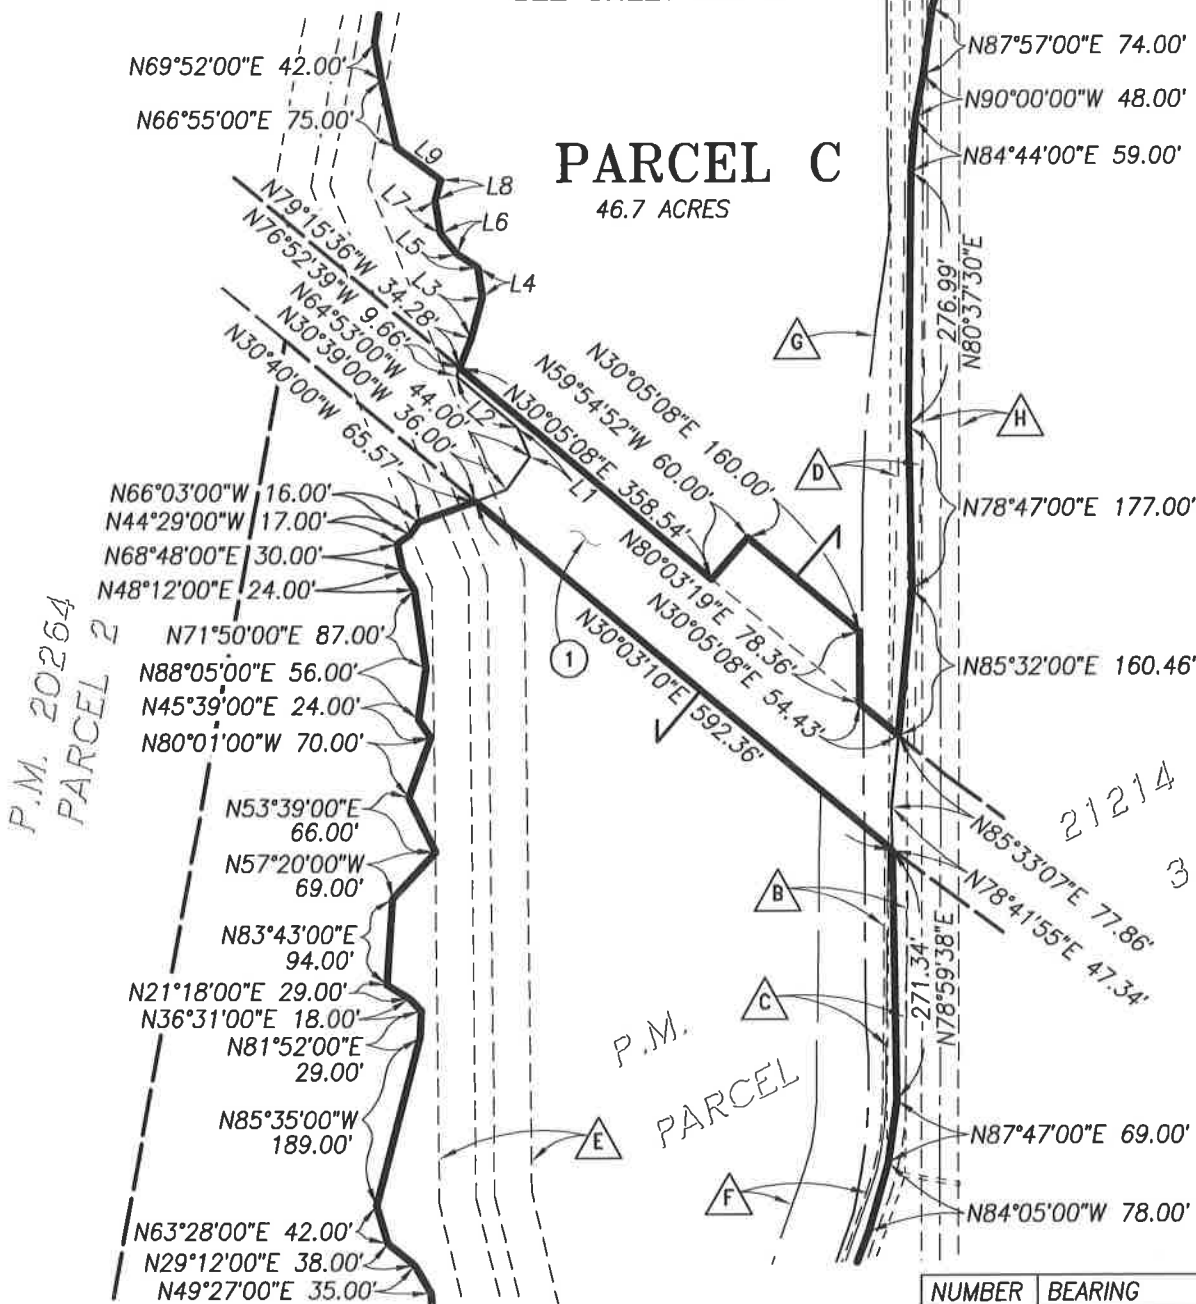 N69°52'00"E 42.00'
N66°55'00"E 75.00'
L9
L8
L7
L6
L5
L4
L3
PARCEL C
46.7 ACRES
N87°57'00"E 74.00'
N90°00'00"W 48.00'
N84°44'00"E 59.00'
276.99'
N80°37'30"E
N79°15'36"W 34.28'
N76°52'39"W 9.66'
N64°53'00"W 44.00'
N30°39'00"W 36.00'
N30°40'00"W 65.57'
L2
L1
N30°05'08"E 160.00'
N59°54'52"W 60.00'
N30°05'08"E 358.54'
G
H
D
N78°47'00"E 177.00'
N66°03'00"W 16.00'
N44°29'00"W 17.00'
N68°48'00"E 30.00'
N48°12'00"E 24.00'
N71°50'00"E 87.00'
N88°05'00"E 56.00'
N45°39'00"E 24.00'
N80°01'00"W 70.00'
N53°39'00"E
66.00'
N57°20'00"W
69.00'
N83°43'00"E
94.00'
N21°18'00"E 29.00'
N36°31'00"E 18.00'
N81°52'00"E
29.00'
N85°35'00"W
189.00'
N63°28'00"E 42.00'
N29°12'00"E 38.00'
N49°27'00"E 35.00'
P.M. 20264
PARCEL 2
1
N80°03'19"E 78.36'
N30°05'08"E 54.43'
N30°03'10"E 592.36'
N85°32'00"E 160.46'
21214
3
N85°33'07"E 77.86'
N78°41'55"E 47.34'
B
C
271.34'
N78°59'38"E
P.M.
PARCEL
E
F
N87°47'00"E 69.00'
N84°05'00"W 78.00'
NUMBER BEARING